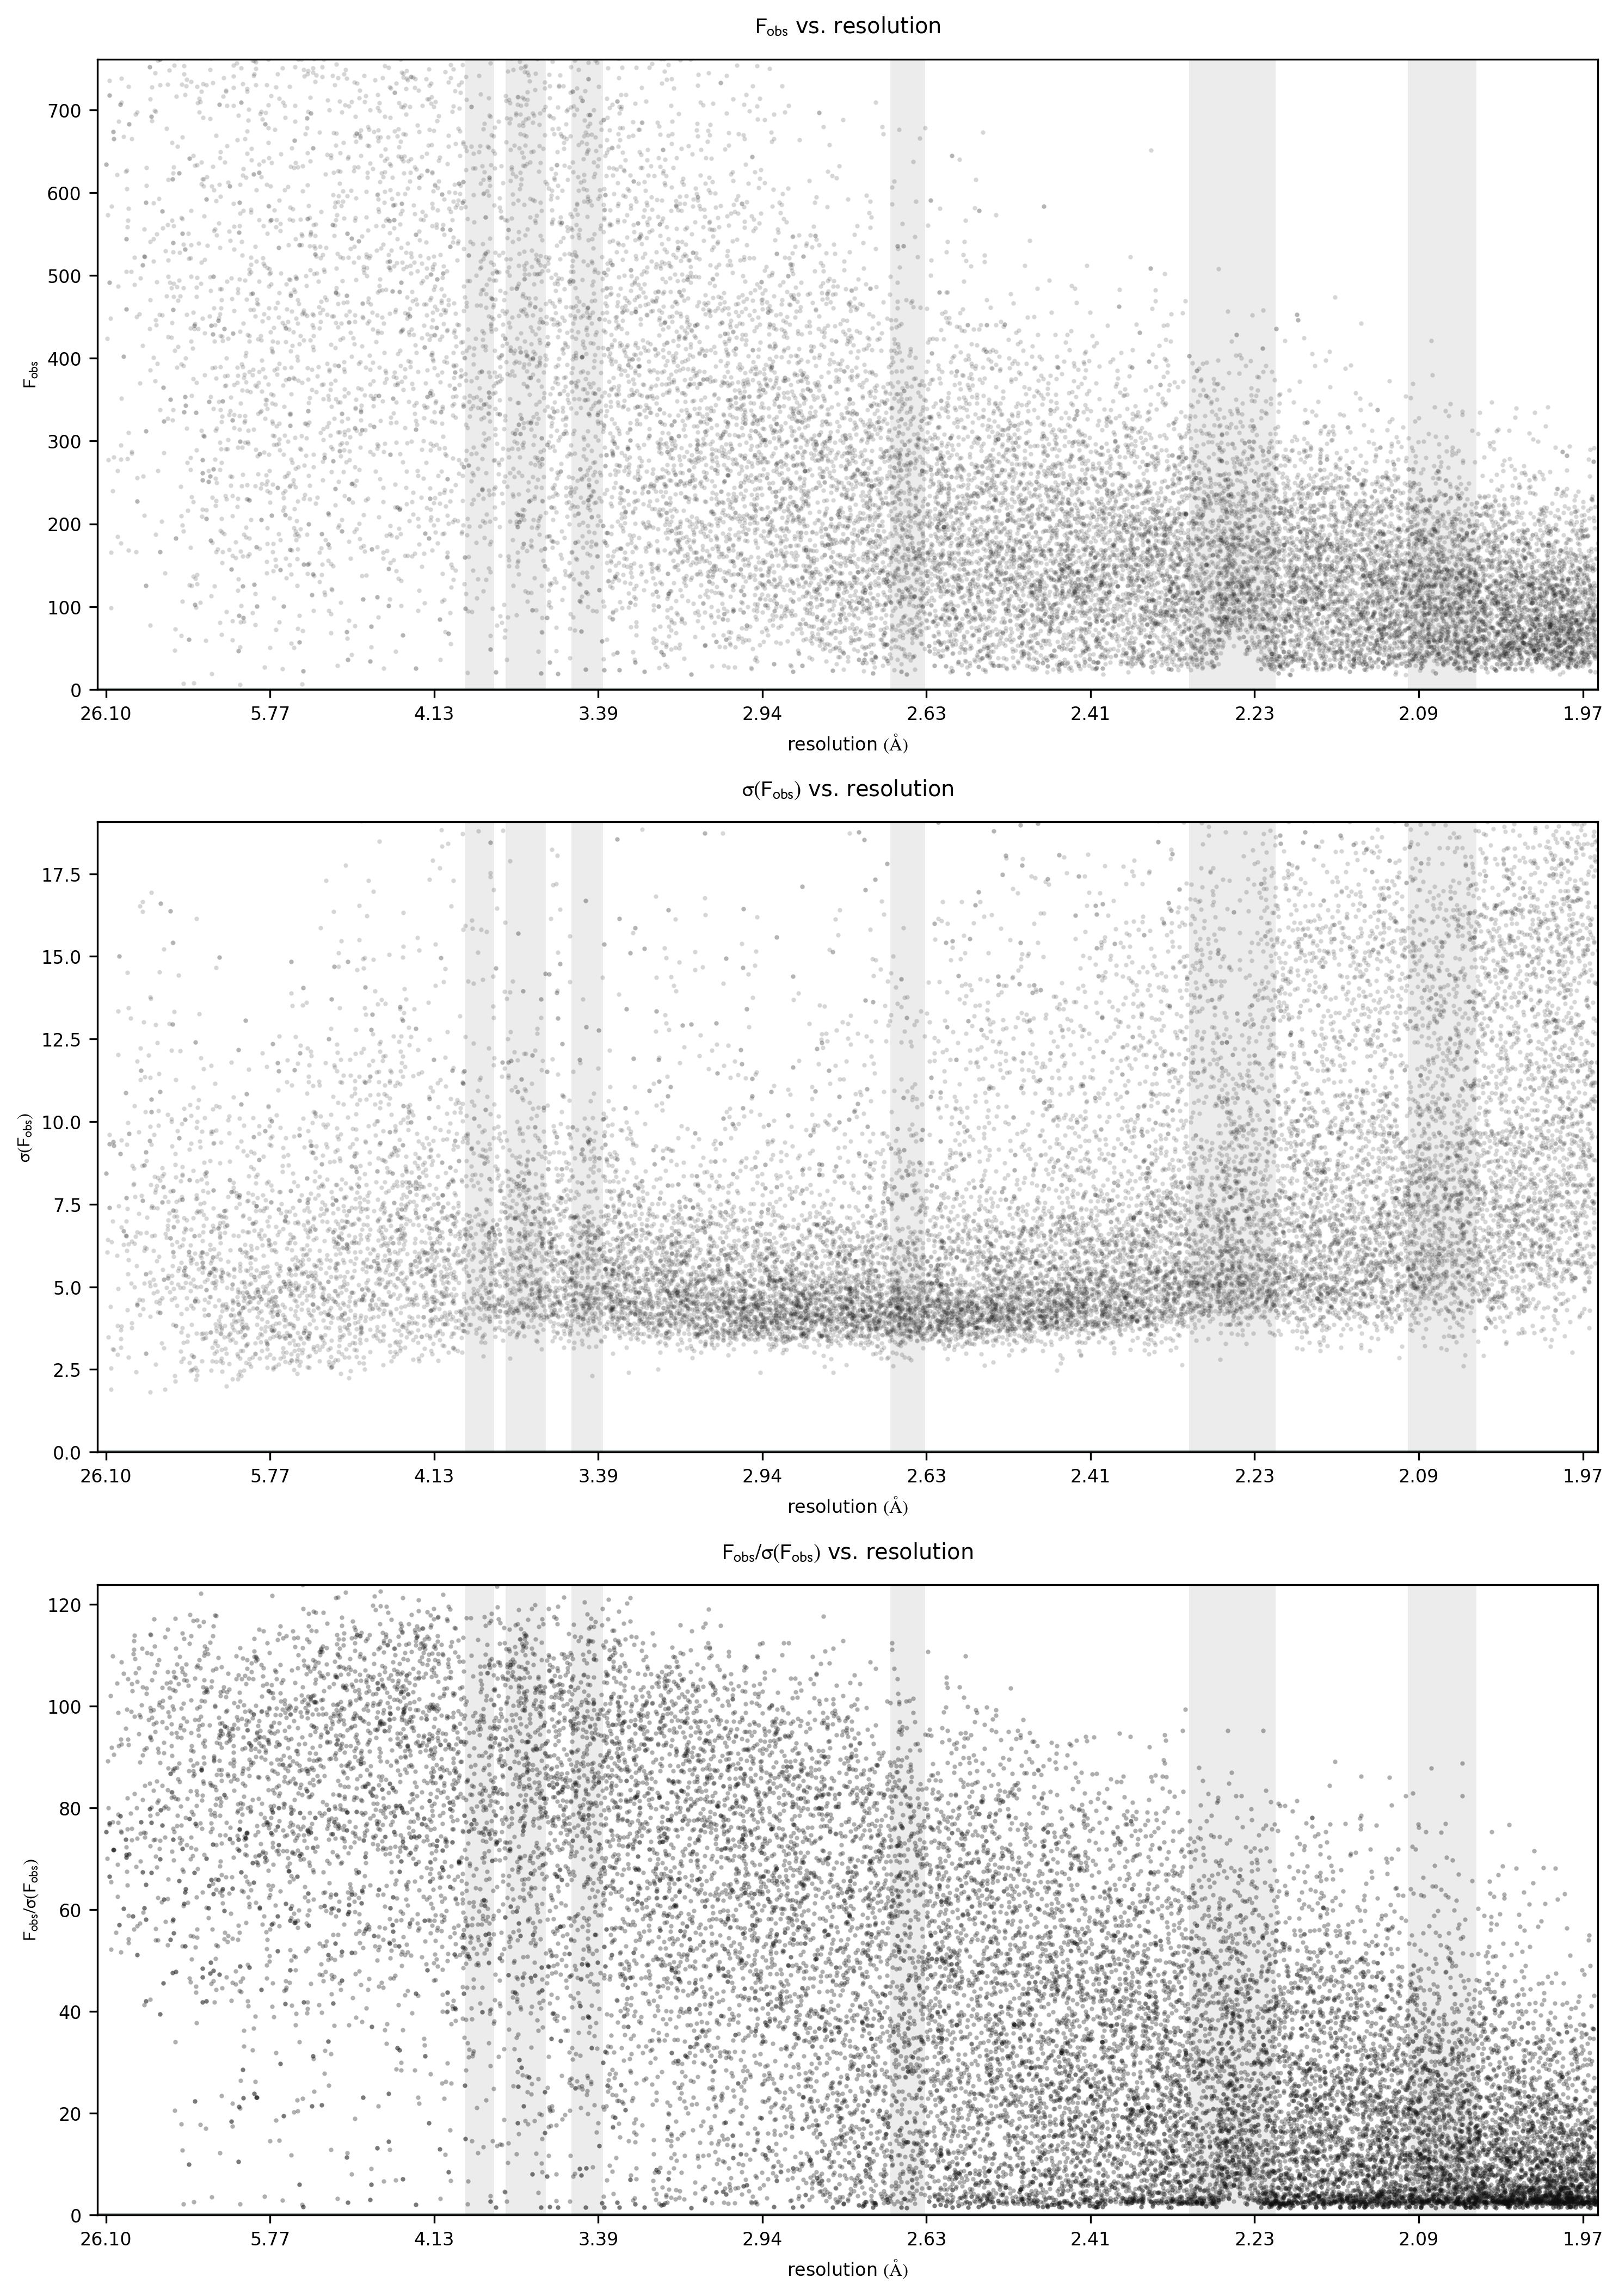 Fobs vs. resolution
700
600
500
400
300
200
100
0
Fobs
26.10 5.77 4.13 3.39 2.94 2.63 2.41 2.23 2.09 1.97
resolution (Å)
σ(Fobs) vs. resolution
17.5
15.0
12.5
10.0
7.5
5.0
2.5
0.0
σ(Fobs)
26.10 5.77 4.13 3.39 2.94 2.63 2.41 2.23 2.09 1.97
resolution (Å)
Fobs/σ(Fobs) vs. resolution
120
100
80
60
40
20
0
Fobs/σ(Fobs)
26.10 5.77 4.13 3.39 2.94 2.63 2.41 2.23 2.09 1.97
resolution (Å)